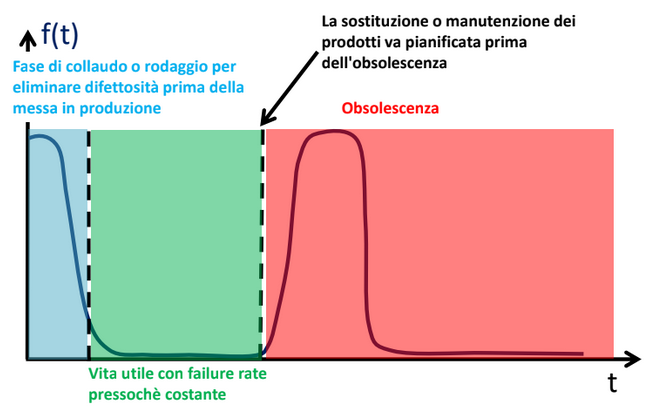 La sostituzione o manutenzione dei
prodotti va pianificata prima
dell'obsolescenza
f(t)
Fase di collaudo o rodaggio per
eliminare difettosità prima della
messa in produzione
Obsolescenza
Vita utile con failure rate
pressochè costante
t